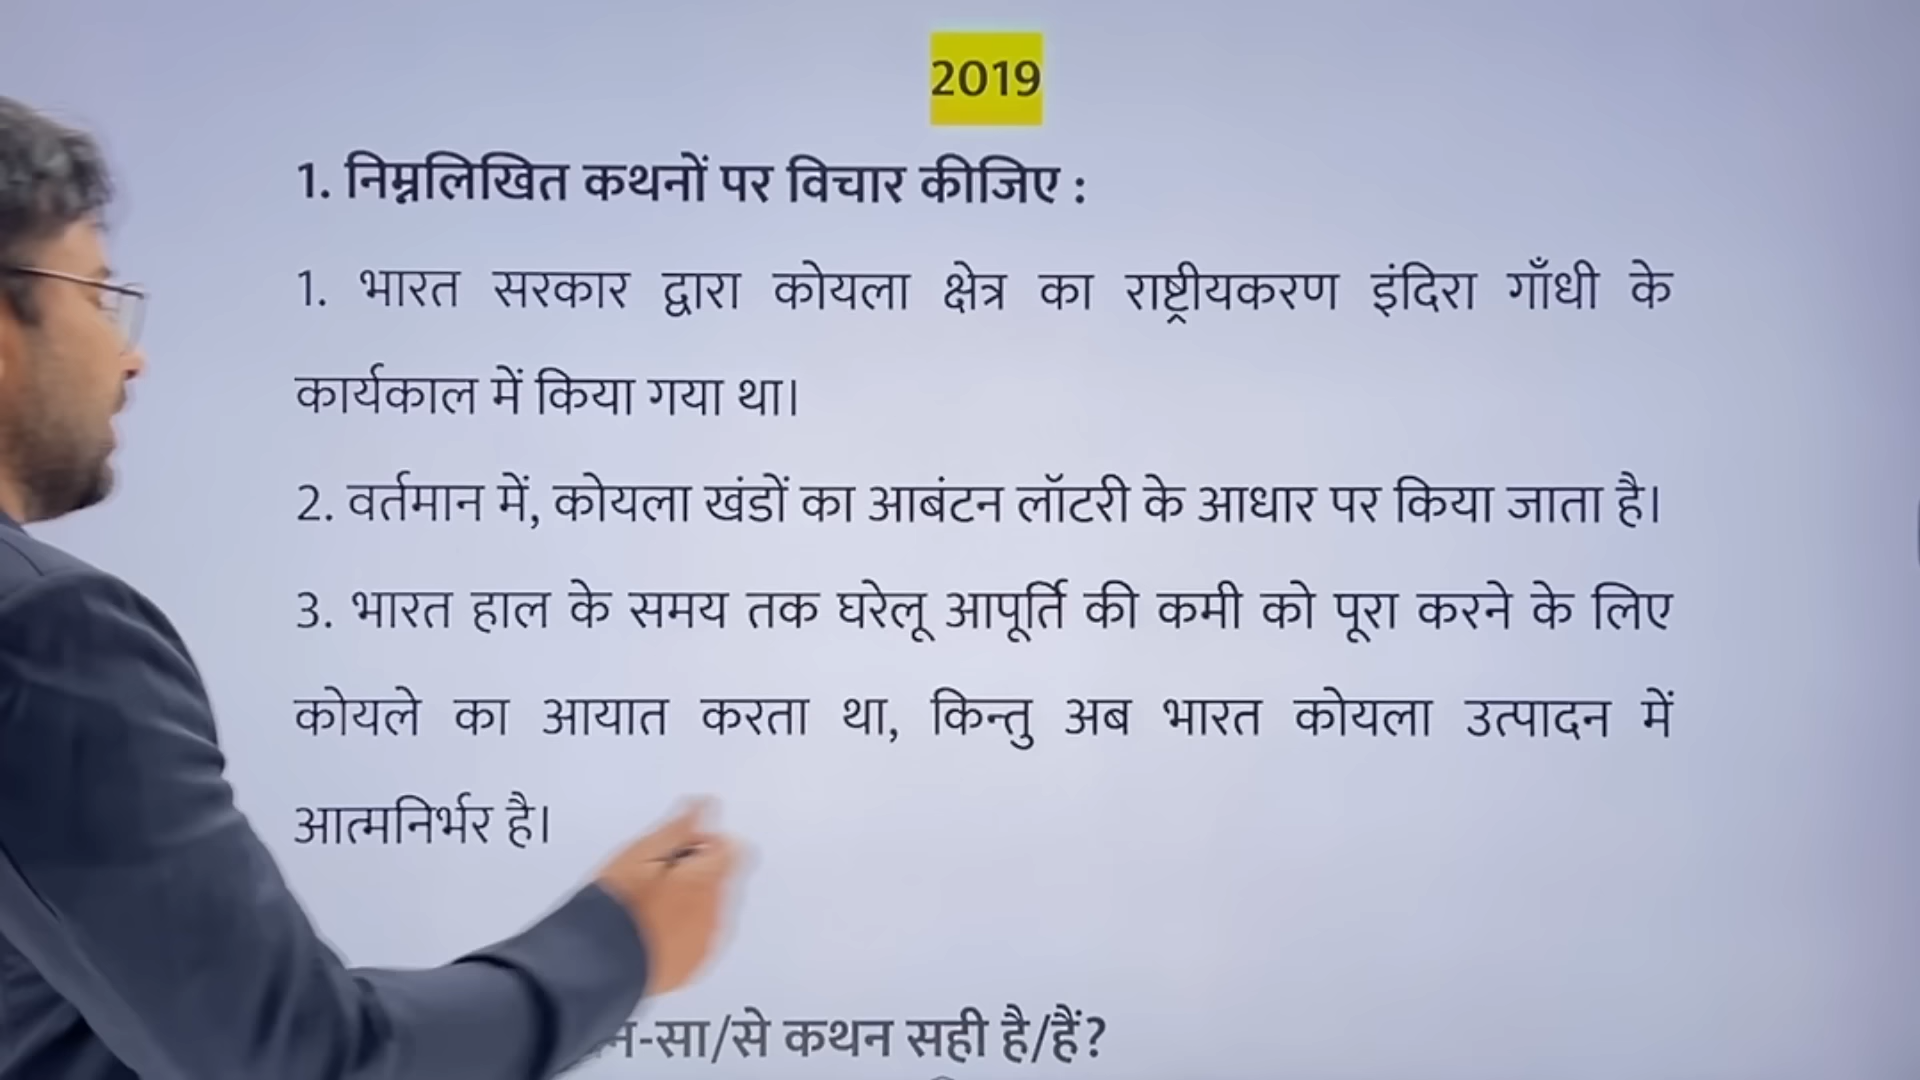 2019
1. निम्नलिखित कथनों पर विचार कीजिए :
1. भारत सरकार द्वारा कोयला क्षेत्र का राष्ट्रीयकरण इंदिरा गाँधी के
कार्यकाल में किया गया था।
2. वर्तमान में, कोयला खंडों का आबंटन लॉटरी के आधार पर किया जाता है।
3. भारत हाल के समय तक घरेलू आपूर्ति की कमी को पूरा करने के लिए
कोयले का आयात करता था, किन्तु अब भारत कोयला उत्पादन में
आत्मनिर्भर है।
-सा/से कथन सही है/हैं?